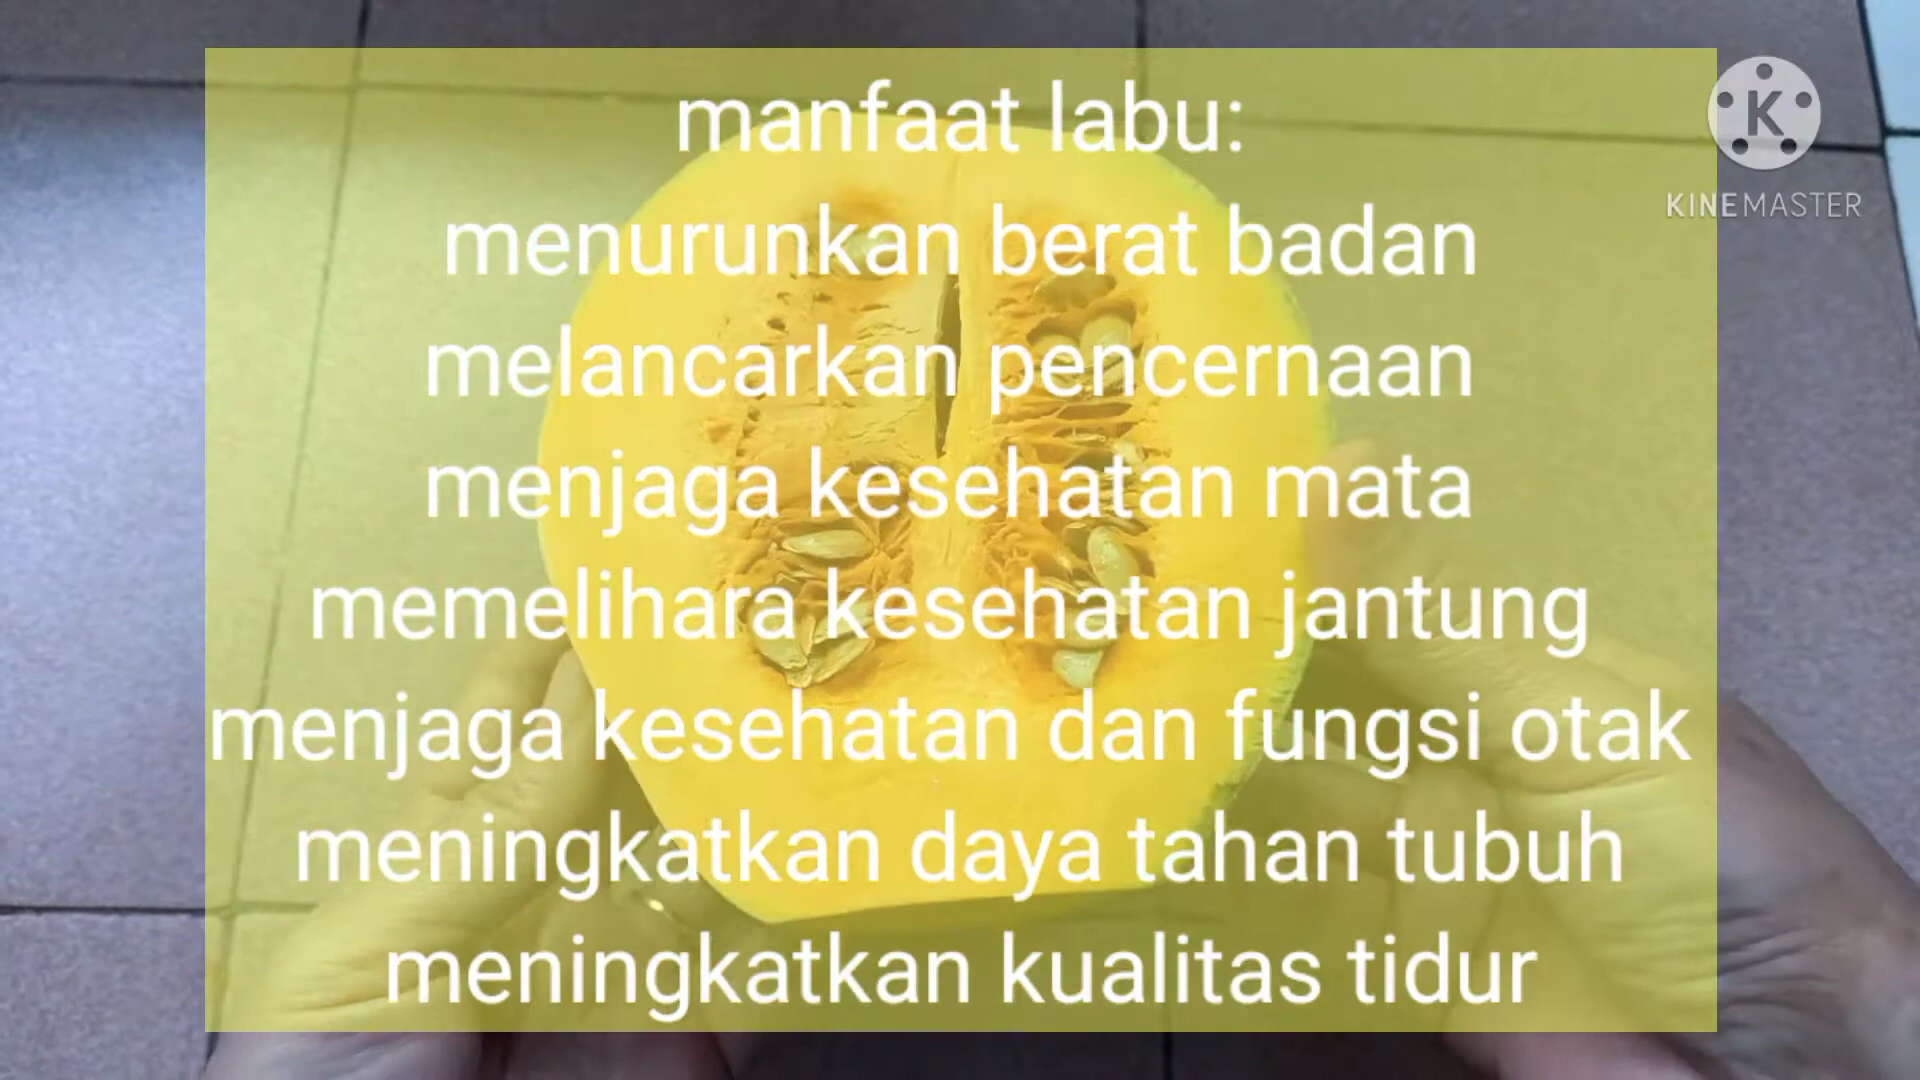 manfaat labu:
menurunkan berat badan
melancarkan pencernaan
menjaga kesehatan mata
memelihara kesehatan jantung
menjaga kesehatan dan fungsi otak
meningkatkan daya tahan tubuh
meningkatkan kualitas tidur
K
KINEMASTER